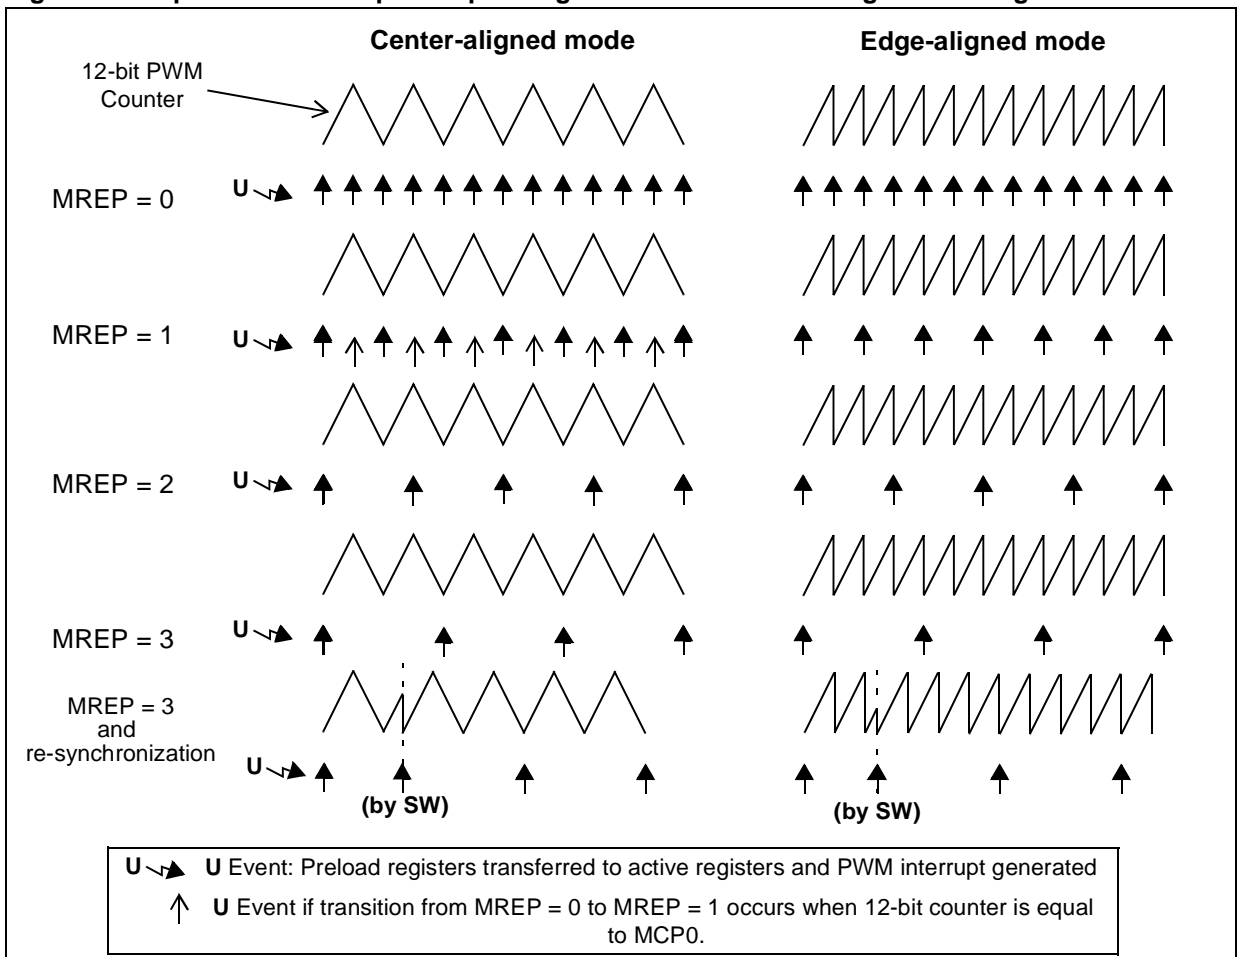 Center-aligned mode
Edge-aligned mode
12-bit PWM
Counter
MREP = 0
U
MREP = 1
U
MREP = 2
U
MREP = 3
U
MREP = 3
and
re-synchronization
U
(by SW)
(by SW)
U U Event: Preload registers transferred to active registers and PWM interrupt generated
U Event if transition from MREP = 0 to MREP = 1 occurs when 12-bit counter is equal
to MCP0.